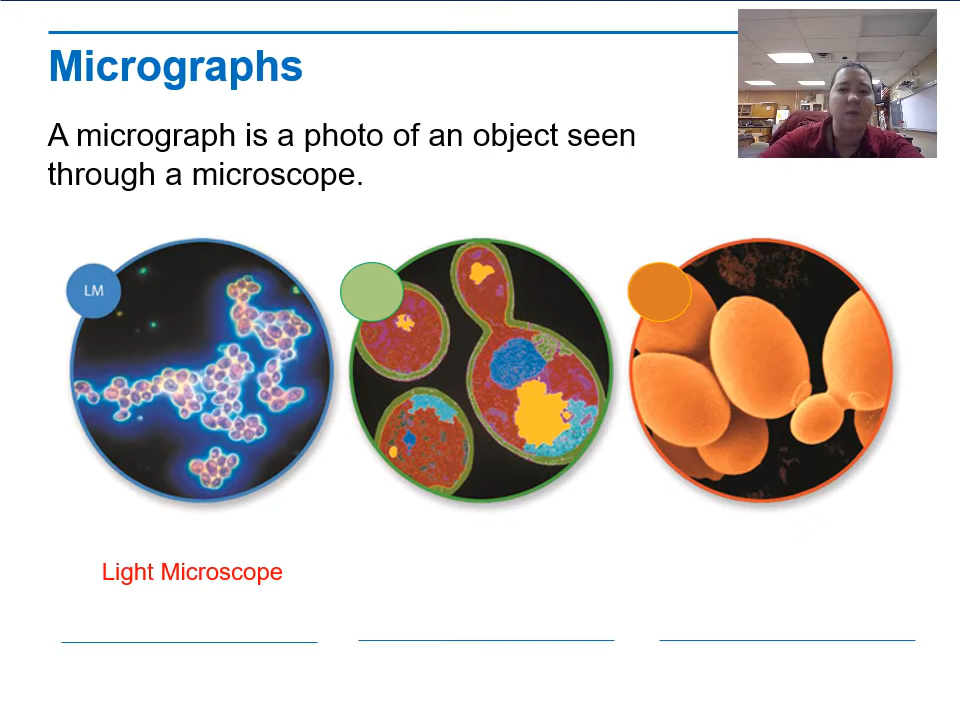 Micrographs
A micrograph is a photo of an object seen
through a microscope.
LM
Light Microscope